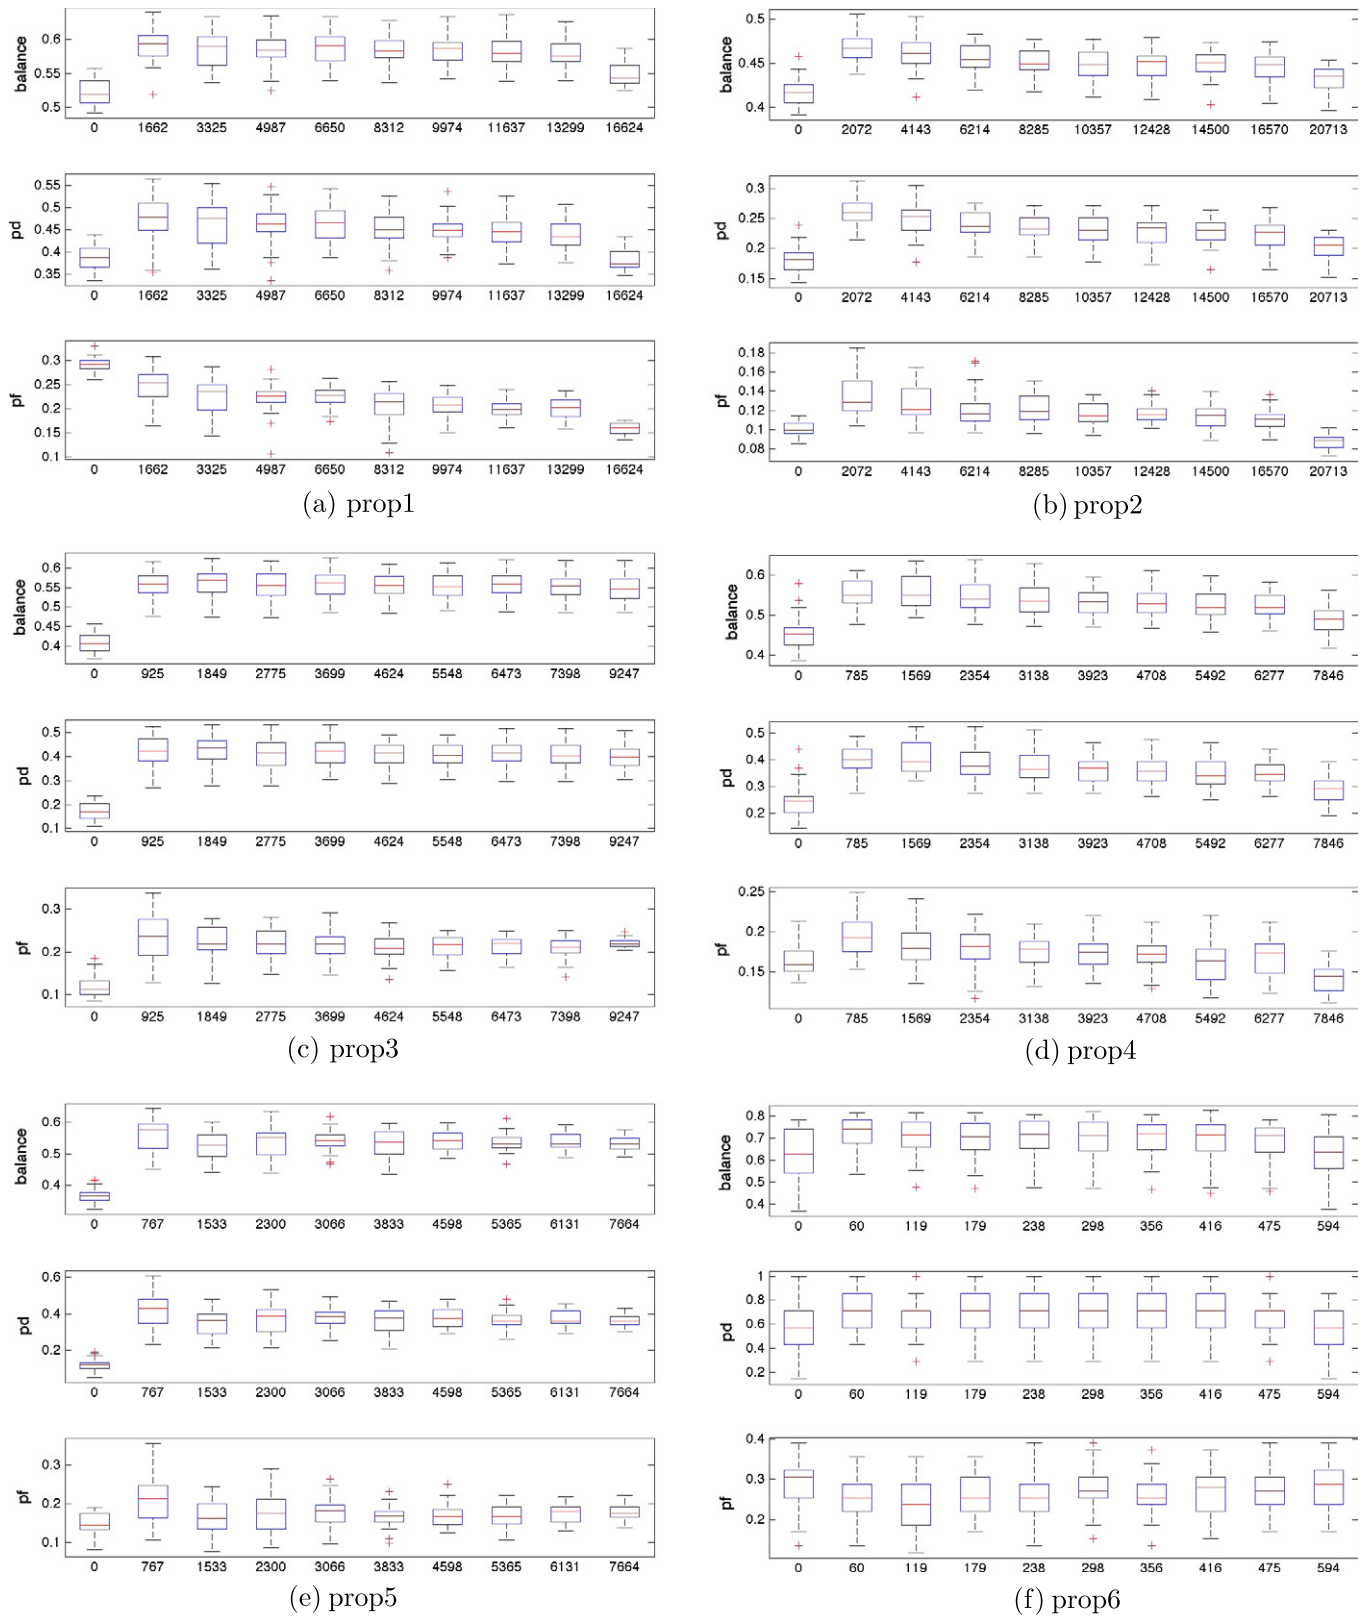 balance
0.6
0.55
0.5
0 1662 3325 4987 6650 8312 9974 11637 13299 16624
pd
0.55
0.5
0.45
0.4
0.35
0 1662 3325 4987 6650 8312 9974 11637 13299 16624
pf
0.3
0.25
0.2
0.15
0.1
0 1662 3325 4987 6650 8312 9974 11637 13299 16624
(a) prop1
0.5
0.45
0.4
balance
0 2072 4143 6214 8285 10357 12428 14500 16570 20713
pd
0.3
0.25
0.2
0.15
0 2072 4143 6214 8285 10357 12428 14500 16570 20713
pf
0.18
0.16
0.14
0.12
0.1
0.08
0 2072 4143 6214 8285 10357 12428 14500 16570 20713
(b) prop2
balance
0.6
0.55
0.5
0.45
0.4
0 925 1849 2775 3699 4624 5548 6473 7398 9247
pd
0.5
0.4
0.3
0.2
0.1
0 925 1849 2775 3699 4624 5548 6473 7398 9247
pf
0.3
0.2
0.1
0 925 1849 2775 3699 4624 5548 6473 7398 9247
(c) prop3
balance
0.6
0.5
0.4
0 785 1569 2354 3138 3923 4708 5492 6277 7846
pd
0.5
0.4
0.3
0.2
0 785 1569 2354 3138 3923 4708 5492 6277 7846
pf
0.25
0.2
0.15
0 785 1569 2354 3138 3923 4708 5492 6277 7846
(d) prop4
balance
0.6
0.5
0.4
0 767 1533 2300 3066 3833 4598 5365 6131 7664
pd
0.6
0.4
0.2
0 767 1533 2300 3066 3833 4598 5365 6131 7664
pf
0.3
0.2
0.1
0 767 1533 2300 3066 3833 4598 5365 6131 7664
(e) prop5
balance
0.8
0.7
0.6
0.5
0.4
0 60 119 179 238 298 356 416 475 594
pd
1
0.8
0.6
0.4
0.2
0 60 119 179 238 298 356 416 475 594
pf
0.4
0.3
0.2
0 60 119 179 238 298 356 416 475 594
(f) prop6